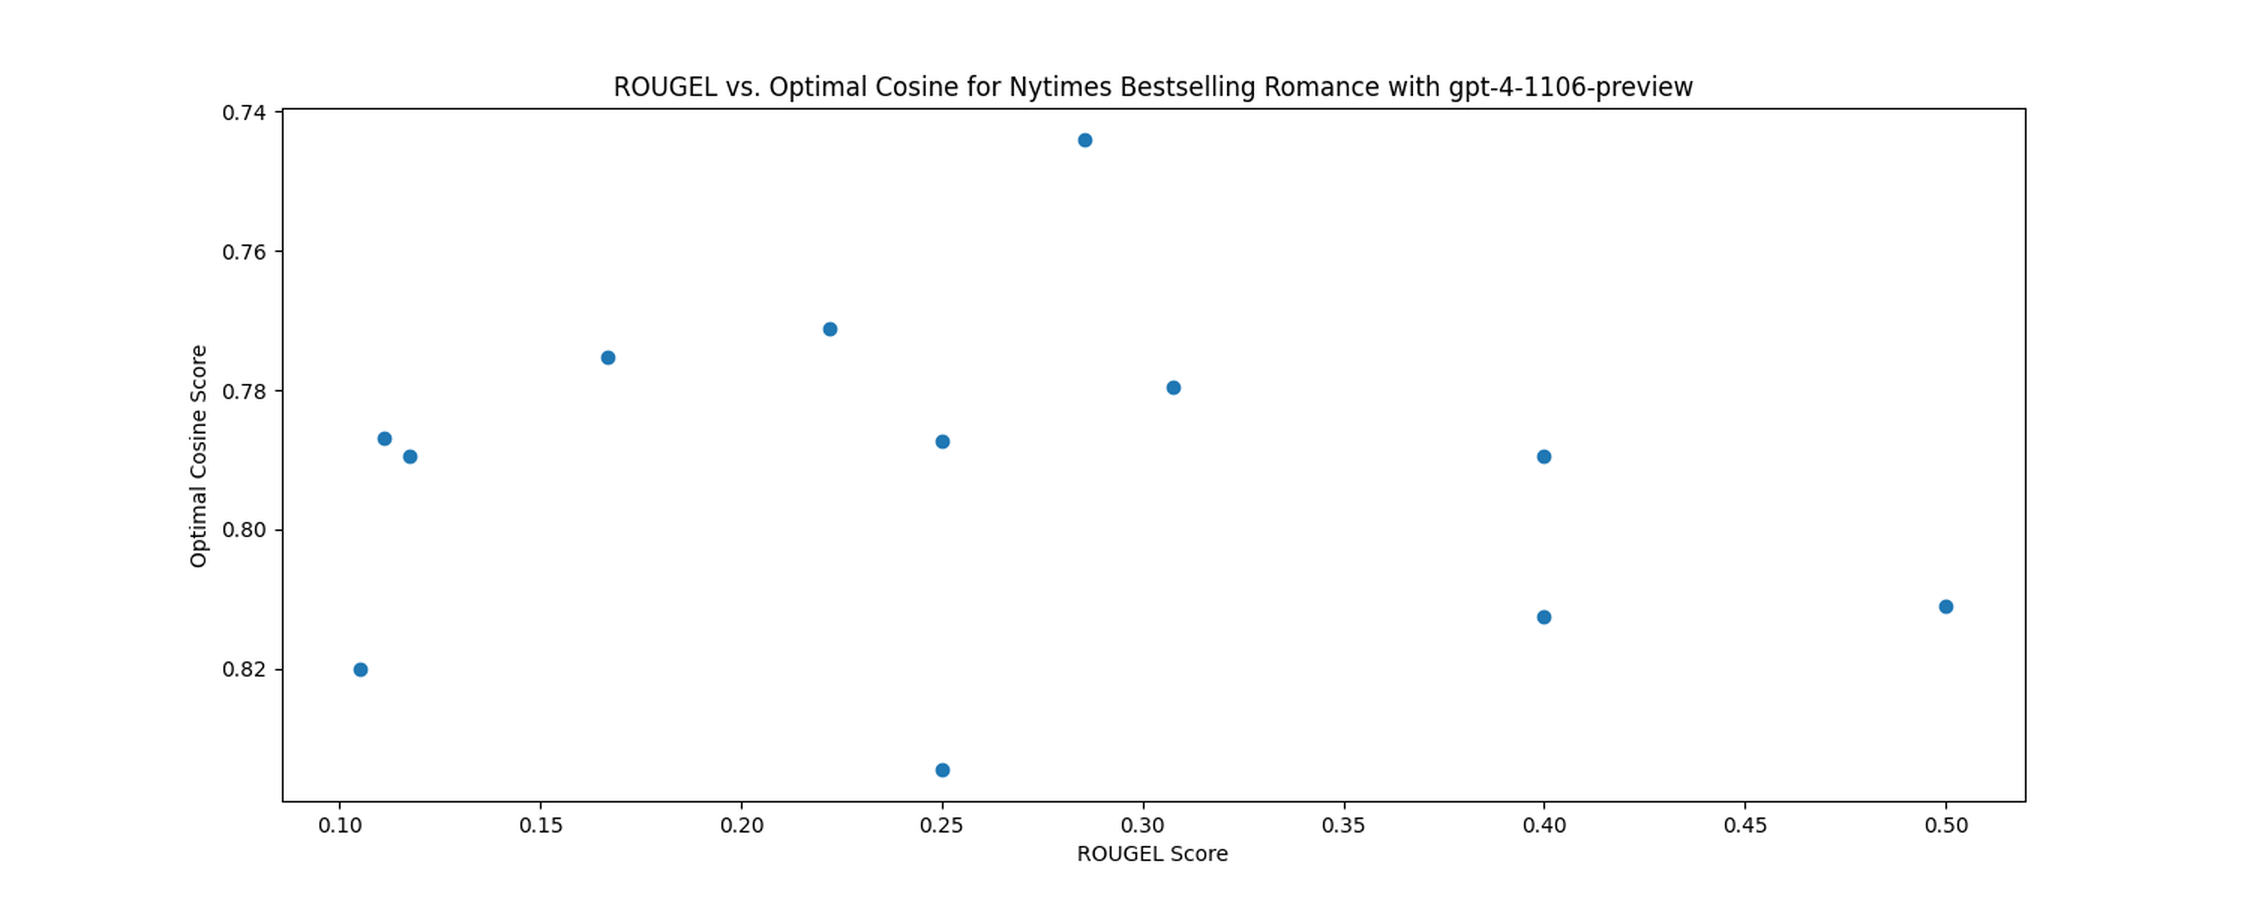 ROUGEL vs. Optimal Cosine for Nytimes Bestselling Romance with gpt-4-1106-preview
0.74
0.76
0.78
0.80
0.82
Optimal Cosine Score
0.10 0.15 0.20 0.25 0.30 0.35 0.40 0.45 0.50
ROUGEL Score